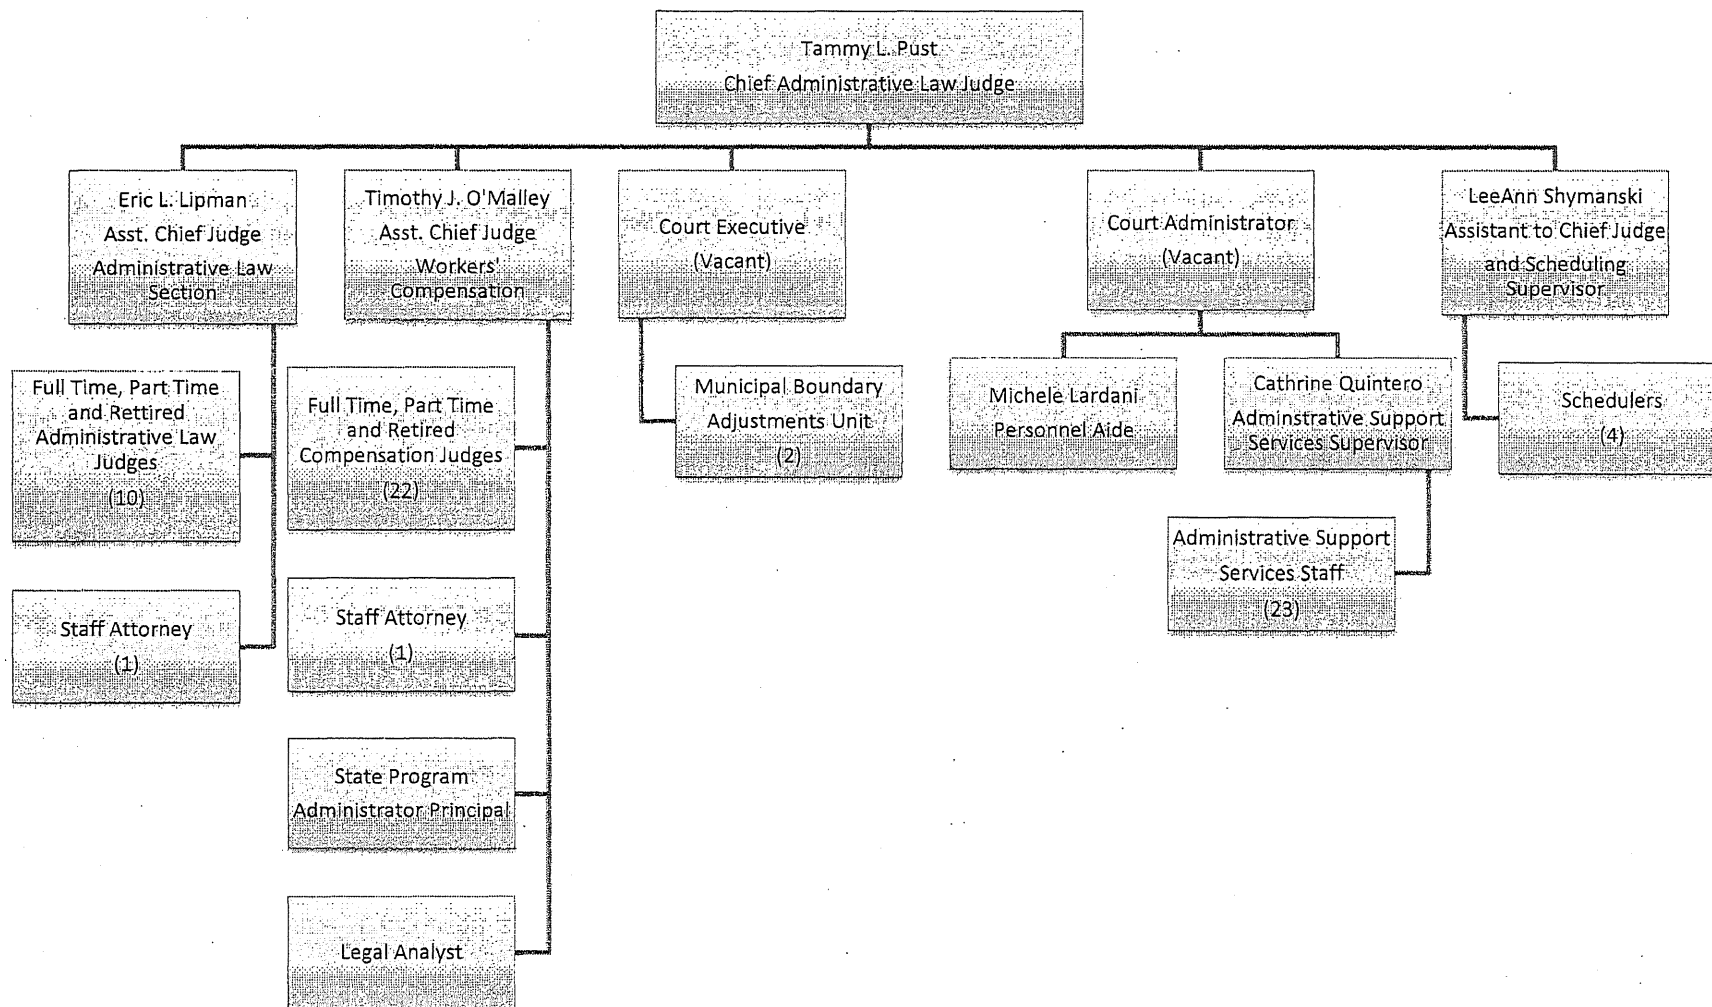 Tammy L. Pust
Chief Administrative Law Judge
Eric L. Lipman
Asst. Chief Judge
Administrative Law
Section
Timothy J. O'Malley
Asst. Chief Judge
Workers'
Compensation
Court Executive
(Vacant)
Court Administrator
(Vacant)
LeeAnn Shymanski
Assistant to Chief Judge
and Scheduling
Supervisor
Full Time, Part Time
and Rettired
Administrative Law
Judges
(10)
Full Time, Part Time
and Retired
Compensation Judges
(22)
Municipal Boundary
Adjustments Unit
(2)
Michele Lardani
Personnel Aide
Cathrine Quintero
Adminstrative Support
Services Supervisor
Schedulers
(4)
Administrative Support
Services Staff
(23)
Staff Attorney
(1)
Staff Attorney
(1)
State Program
Administrator Principal
Legal Analyst